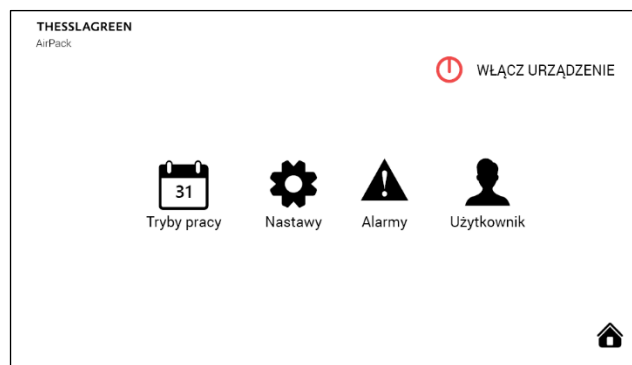 THESSLAGREEN
AirPack
WŁĄCZ URZĄDZENIE
31
Tryby pracy
Nastawy
Alarmy
Użytkownik